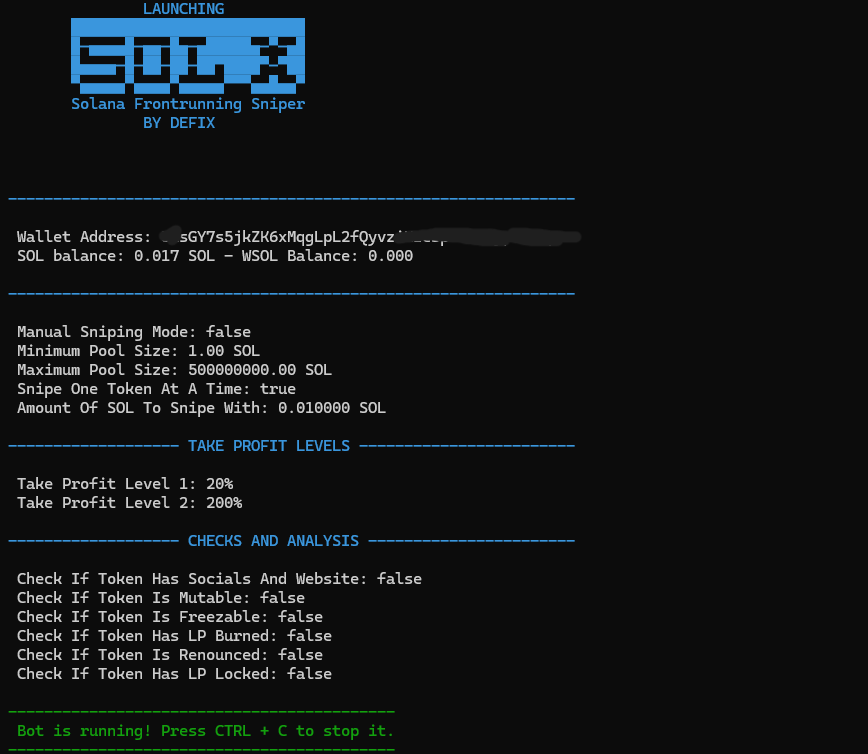 LAUNCHING
Solana Frontrunning Sniper
BY DEFIX
Wallet Address: sGY7s5jkZK6xMqgLpL2fQyvz
SOL balance: 0.017 SOL - WSOL Balance: 0.000
Manual Sniping Mode: false
Minimum Pool Size: 1.00 SOL
Maximum Pool Size: 500000000.00 SOL
Snipe One Token At A Time: true
Amount Of SOL To Snipe With: 0.010000 SOL
TAKE PROFIT LEVELS
Take Profit Level 1: 20%
Take Profit Level 2: 200%
CHECKS AND ANALYSIS
Check If Token Has Socials And Website: false
Check If Token Is Mutable: false
Check If Token Is Freezable: false
Check If Token Has LP Burned: false
Check If Token Is Renounced: false
Check If Token Has LP Locked: false
Bot is running! Press CTRL + C to stop it.